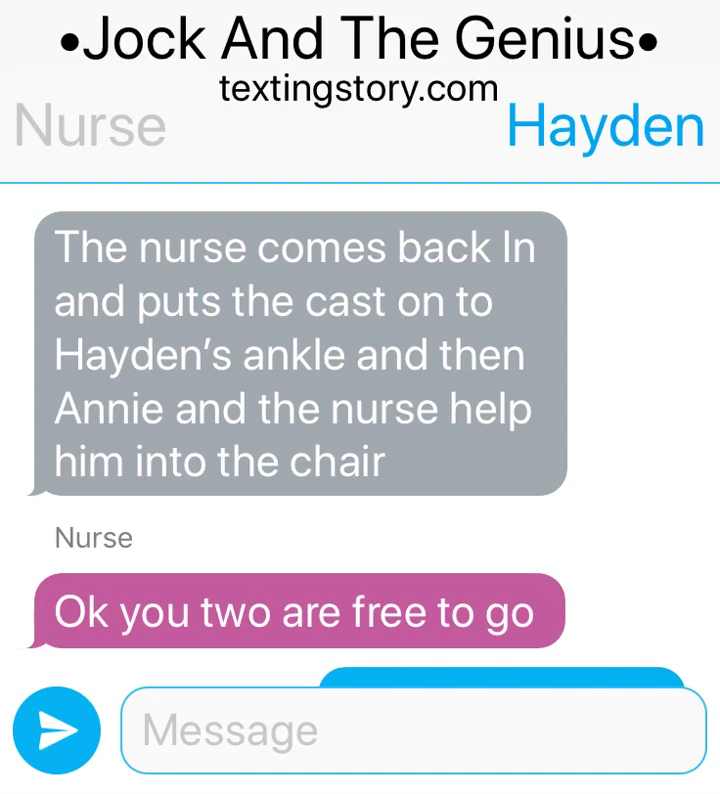 •Jock And The Genius•
textingstory.com
Nurse
Hayden
The nurse comes back In
and puts the cast on to
Hayden’s ankle and then
Annie and the nurse help
him into the chair
Nurse
Ok you two are free to go
Message